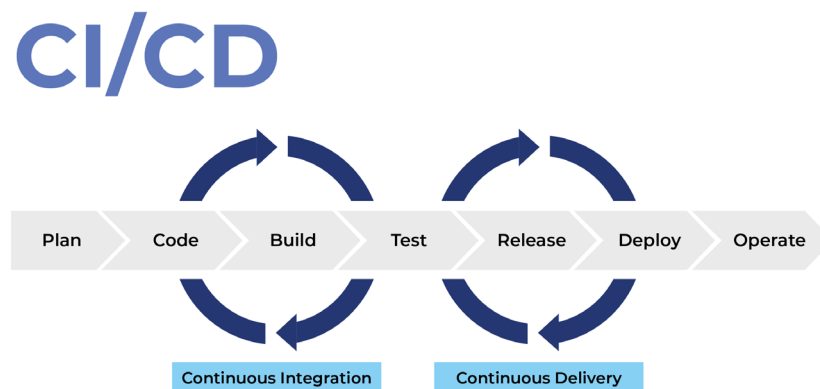 CI/CD
Plan Code Build Test Release Deploy Operate
Continuous Integration Continuous Delivery